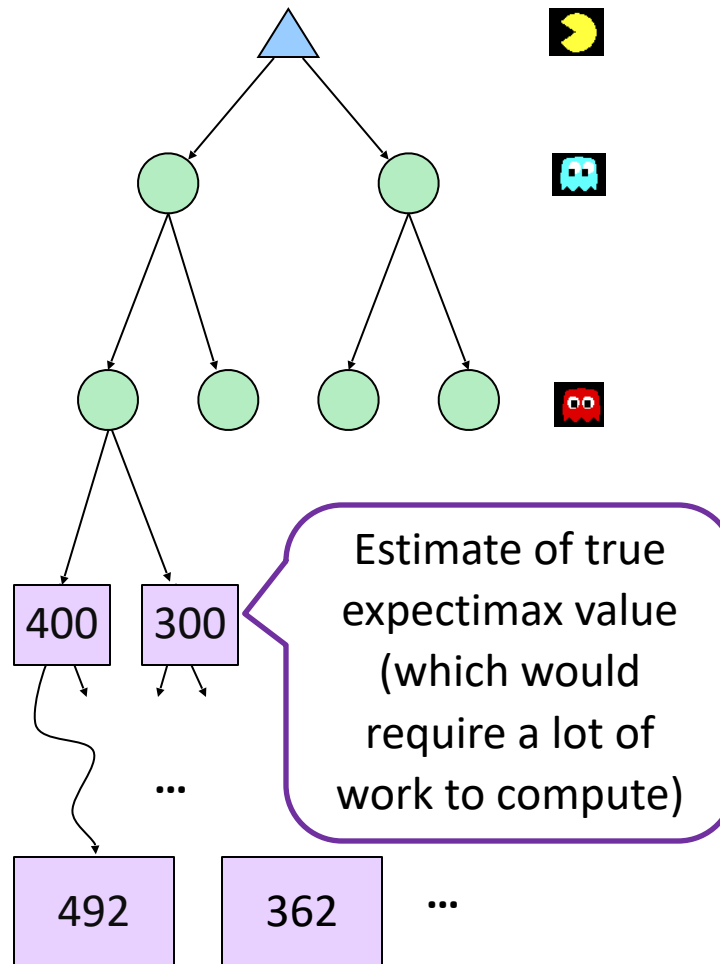 400
300
Estimate of true
expectimax value
(which would
require a lot of
work to compute)
...
492
362
...